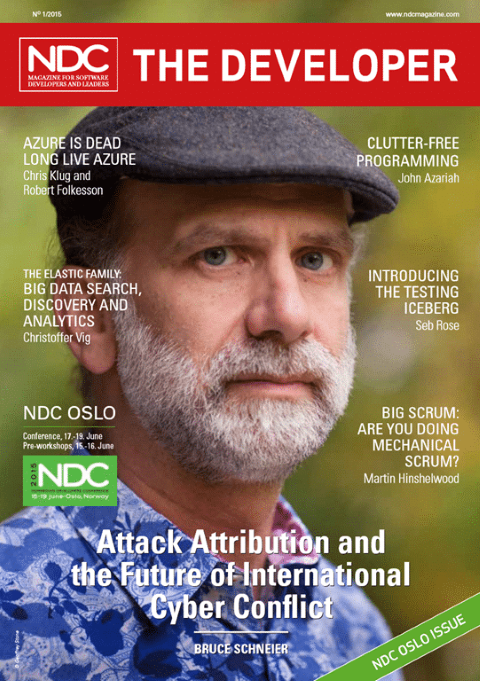 Nº 1/2015
www.ndcmagazine.com
NDC
MAGAZINE FOR SOFTWARE
DEVELOPERS AND LEADERS
THE DEVELOPER
AZURE IS DEAD
LONG LIVE AZURE
Chris Klug and
Robert Folkesson
CLUTTER-FREE
PROGRAMMING
John Azariah
THE ELASTIC FAMILY:
BIG DATA SEARCH,
DISCOVERY AND
ANALYTICS
Christoffer Vig
INTRODUCING
THE TESTING
ICEBERG
Seb Rose
NDC OSLO
Conference, 17.-19. June
Pre-workshops, 15.-16. June
2015
NDC
15-19 June-Oslo, Norway
BIG SCRUM:
ARE YOU DOING
MECHANICAL
SCRUM?
Martin Hinshelwood
Attack Attribution and
the Future of International
Cyber Conflict
BRUCE SCHNEIER
NDC OSLO ISSUE